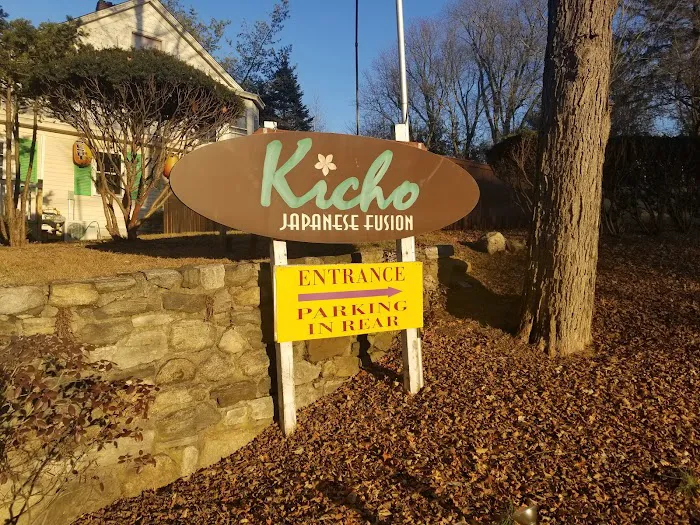 Kicho
JAPANESE FUSION
ENTRANCE
PARKING
IN REAR